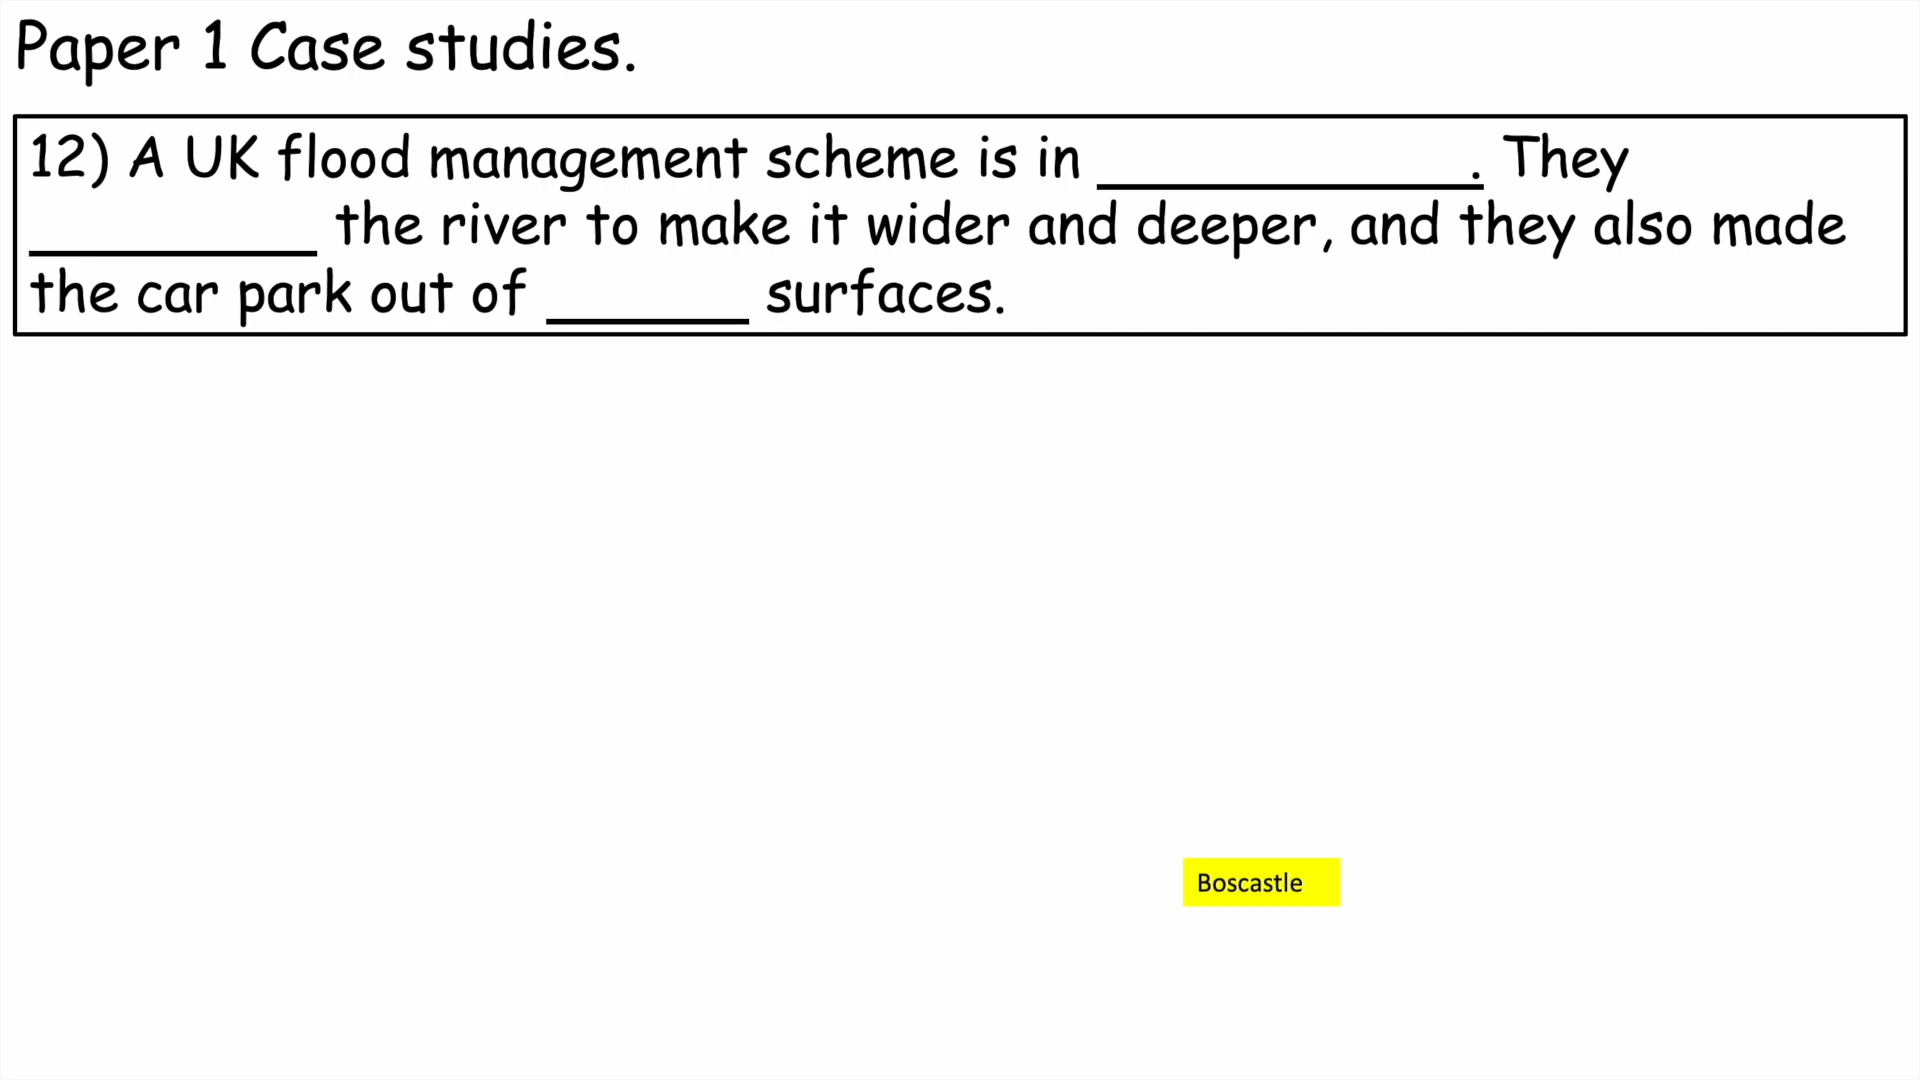 Paper 1 Case studies.
12) A UK flood management scheme is in ____________. They
_________ the river to make it wider and deeper, and they also made
the car park out of ______ surfaces.
Boscastle